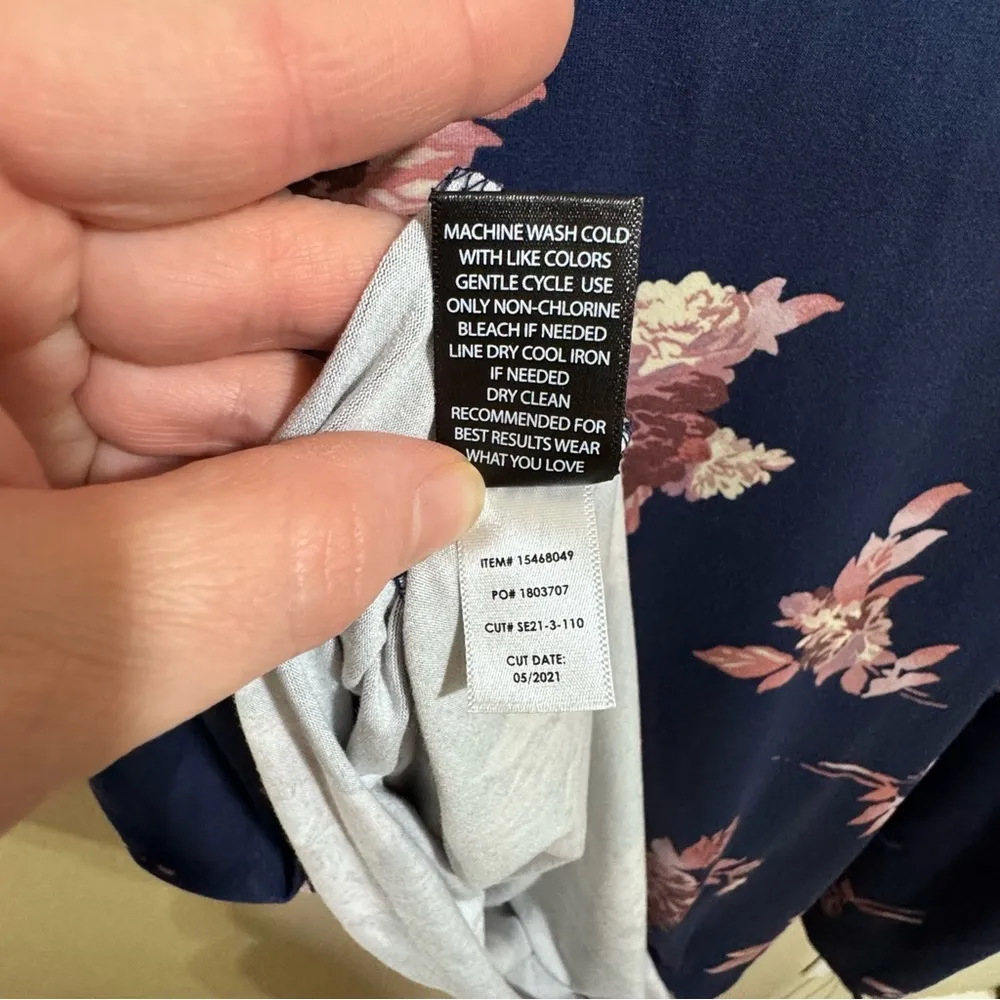 MACHINE WASH COLD
WITH LIKE COLORS
GENTLE CYCLE USE
ONLY NON-CHLORINE
BLEACH IF NEEDED
LINE DRY COOL IRON
IF NEEDED
DRY CLEAN
RECOMMENDED FOR
BEST RESULTS WEAR
WHAT YOU LOVE
ITEM# 15468049
PO# 1803707
CUT# SE21-3-110
CUT DATE:
05/2021